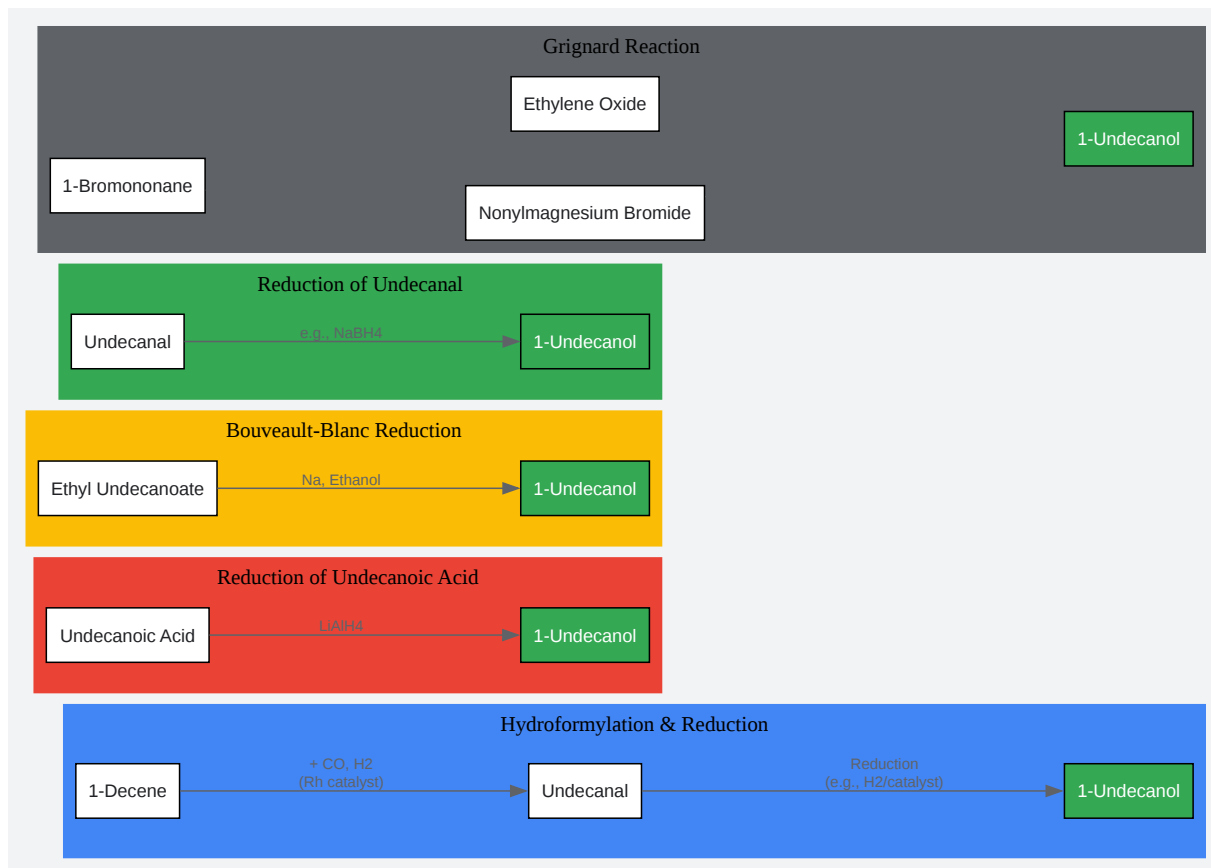 Grignard Reaction
Ethylene Oxide
1-Undecanol
1-Bromononane
Nonylmagnesium Bromide
Reduction of Undecanal
Undecanal
e.g., NaBH4
1-Undecanol
Bouveault-Blanc Reduction
Ethyl Undecanoate
Na, Ethanol
1-Undecanol
Reduction of Undecanoic Acid
Undecanoic Acid
LiAlH4
1-Undecanol
Hydroformylation & Reduction
1-Decene
+ CO, H2
(Rh catalyst)
Undecanal
Reduction
(e.g., H2/catalyst)
1-Undecanol